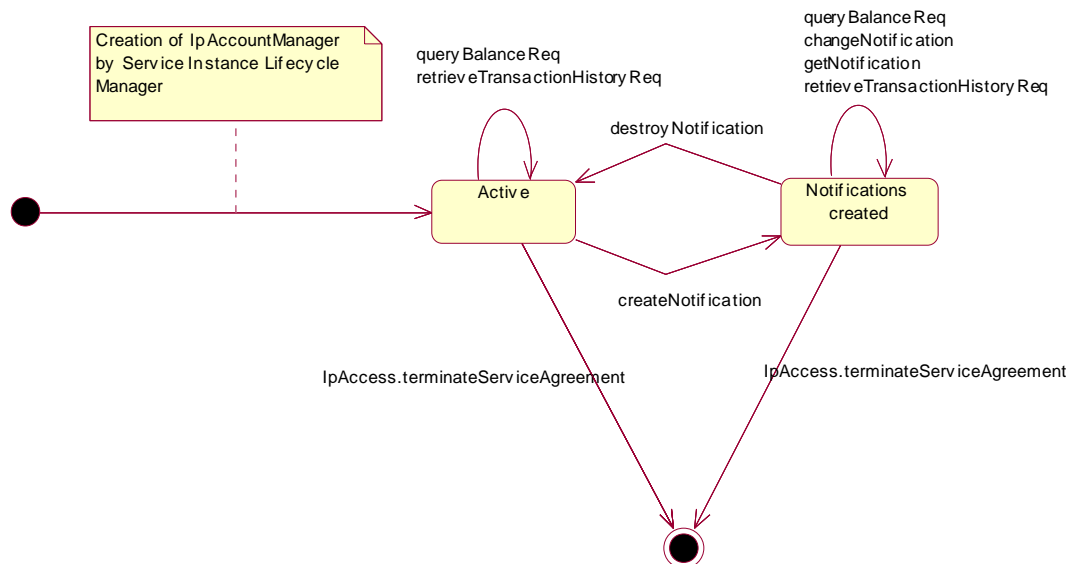 Creation of IpAccountManager
by Service Instance Lifecycle
Manager
queryBalanceReq
retrieveTransactionHistoryReq
queryBalanceReq
changeNotification
getNotification
retrieveTransactionHistoryReq
destroyNotification
Active
Notifications
created
createNotification
IpAccess.terminateServiceAgreement
IpAccess.terminateServiceAgreement